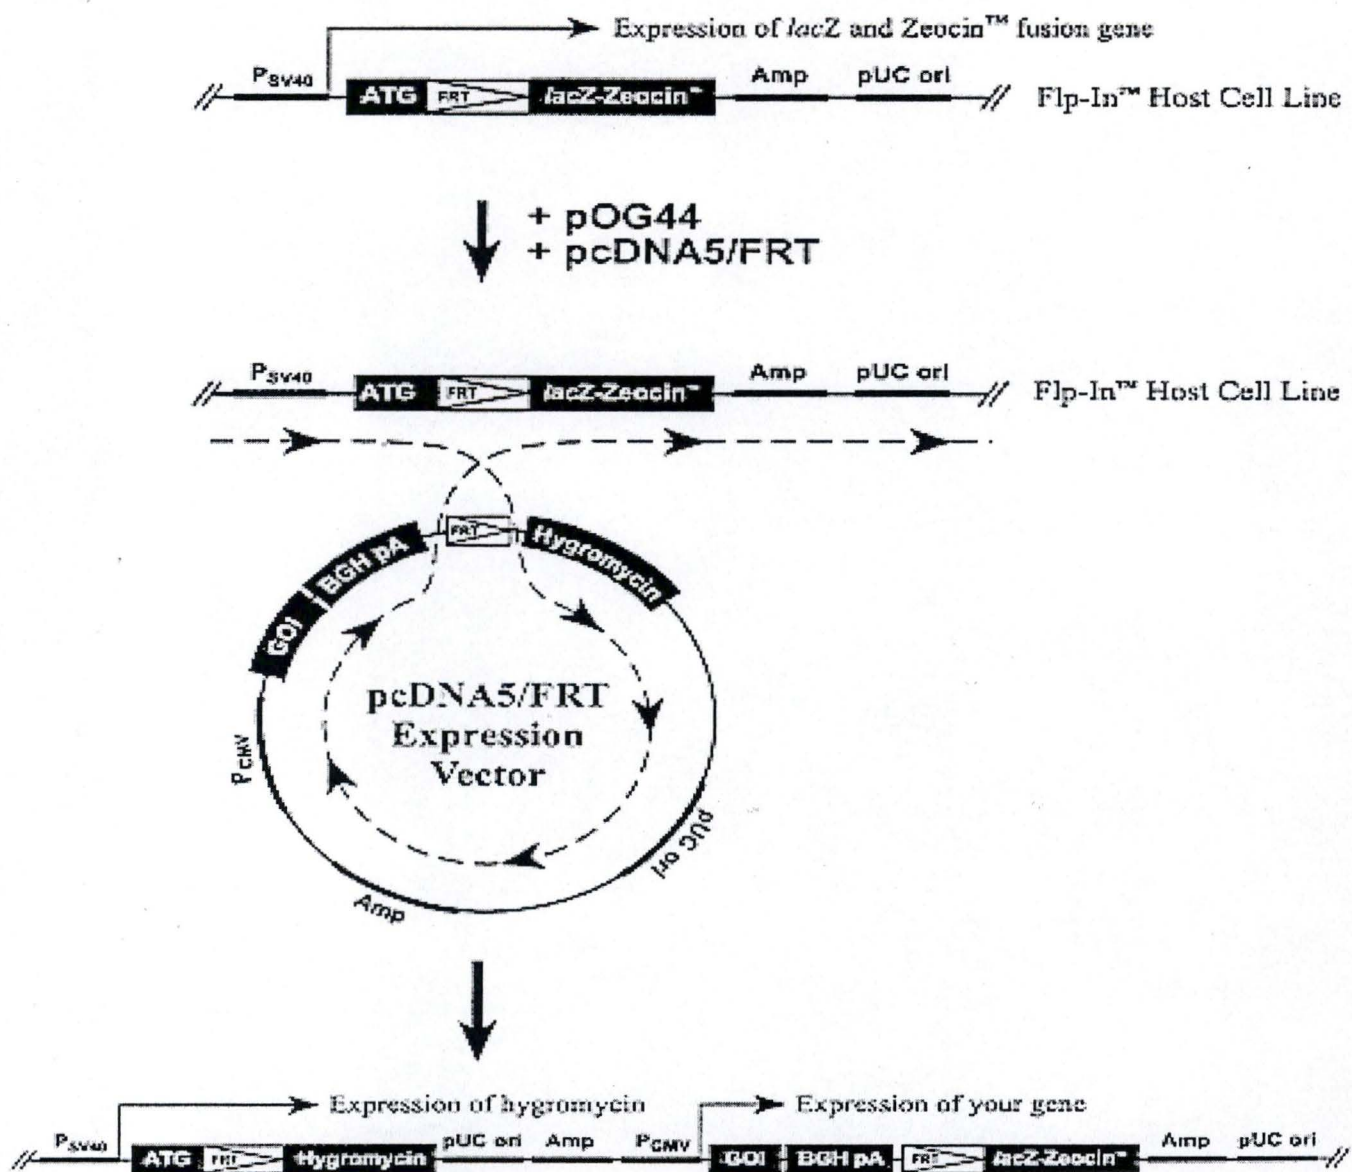 Expression of lacZ and Zeocin™ fusion gene
PSV40 ATG FRT lacZ-Zeocin™ Amp pUC ori Flp-In™ Host Cell Line
+ pOG44
+ pcDNA5/FRT
PSV40 ATG FRT lacZ-Zeocin™ Amp pUC ori Flp-In™ Host Cell Line
FRT
GOI BGH pA Hygromycin
pcDNA5/FRT
Expression
Vector
PCMV
pUC ori
Amp
Expression of hygromycin Expression of your gene
PSV40 ATG FRT Hygromycin pUC ori Amp PCMV GOI BGH pA FRT lacZ-Zeocin™ Amp pUC ori